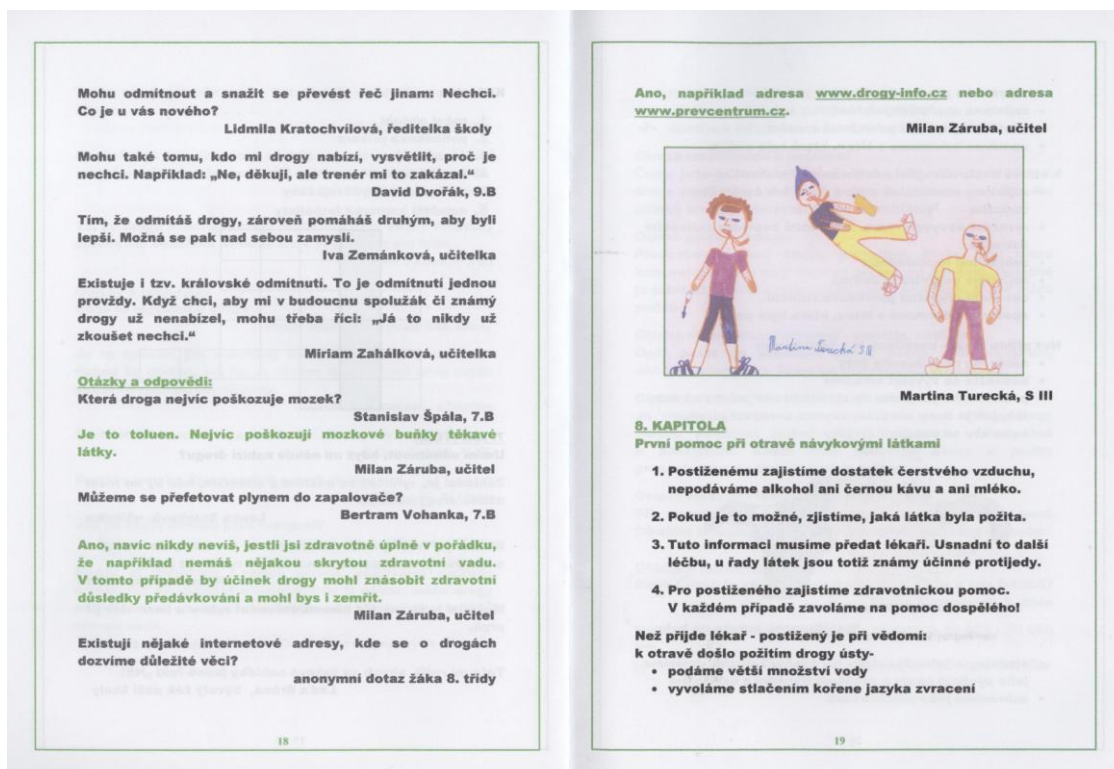 Mohu odmítnout a snažit se převést řeč jinam: Nechci.
Co je u vás nového?
Lidmila Kratochvílová, ředitelka školy
Mohu také tomu, kdo mi drogy nabízí, vysvětlit, proč je
nechci. Například: „Ne, děkuji, ale trenér mi to zakázal.“
David Dvořák, 9.B
Tím, že odmítáš drogy, zároveň pomáháš druhým, aby byli
lepší. Možná se pak nad sebou zamyslí.
Iva Zemánková, učitelka
Existuje i tzv. královské odmítnutí. To je odmítnutí jednou
provždy. Když chci, aby mi v budoucnu spolužák či známý
drogy už nenabízel, mohu třeba říci: „Já to nikdy už
zkoušet nechci.“
Miriam Zahálková, učitelka
Otázky a odpovědi:
Která droga nejvíc poškozuje mozek?
Stanislav Špála, 7.B
Je to toluen. Nejvíc poškozují mozkové buňky těkavé
látky.
Milan Záruba, učitel
Můžeme se přefetovat plynem do zapalovače?
Bertram Vohanka, 7.B
Ano, navíc nikdy nevíš, jestli jsi zdravotně úplně v pořádku,
že například nemáš nějakou skrytou zdravotní vadu.
V tomto případě by účinek drogy mohl znásobit zdravotní
důsledky předávkování a mohl bys i zemřít.
Milan Záruba, učitel
Existují nějaké internetové adresy, kde se o drogách
dozvíme důležité věci?
anonymní dotaz žáka 8. třídy
18
Ano, například adresa www.drogy-info.cz nebo adresa
www.prevcentrum.cz.
Milan Záruba, učitel
Martina Turecká S III
Martina Turecká, S III
8. KAPITOLA
První pomoc při otravě návykovými látkami
1. Postiženému zajistíme dostatek čerstvého vzduchu,
nepodáváme alkohol ani černou kávu a ani mléko.
2. Pokud je to možné, zjistíme, jaká látka byla požita.
3. Tuto informaci musíme předat lékaři. Usnadní to další
léčbu, u řady látek jsou totiž známy účinné protijedy.
4. Pro postiženého zajistíme zdravotnickou pomoc.
V každém případě zavoláme na pomoc dospělého!
Než přijde lékař - postižený je při vědomí:
k otravě došlo požitím drogy ústy-
• podáme větší množství vody
• vyvoláme stlačením kořene jazyka zvracení
19